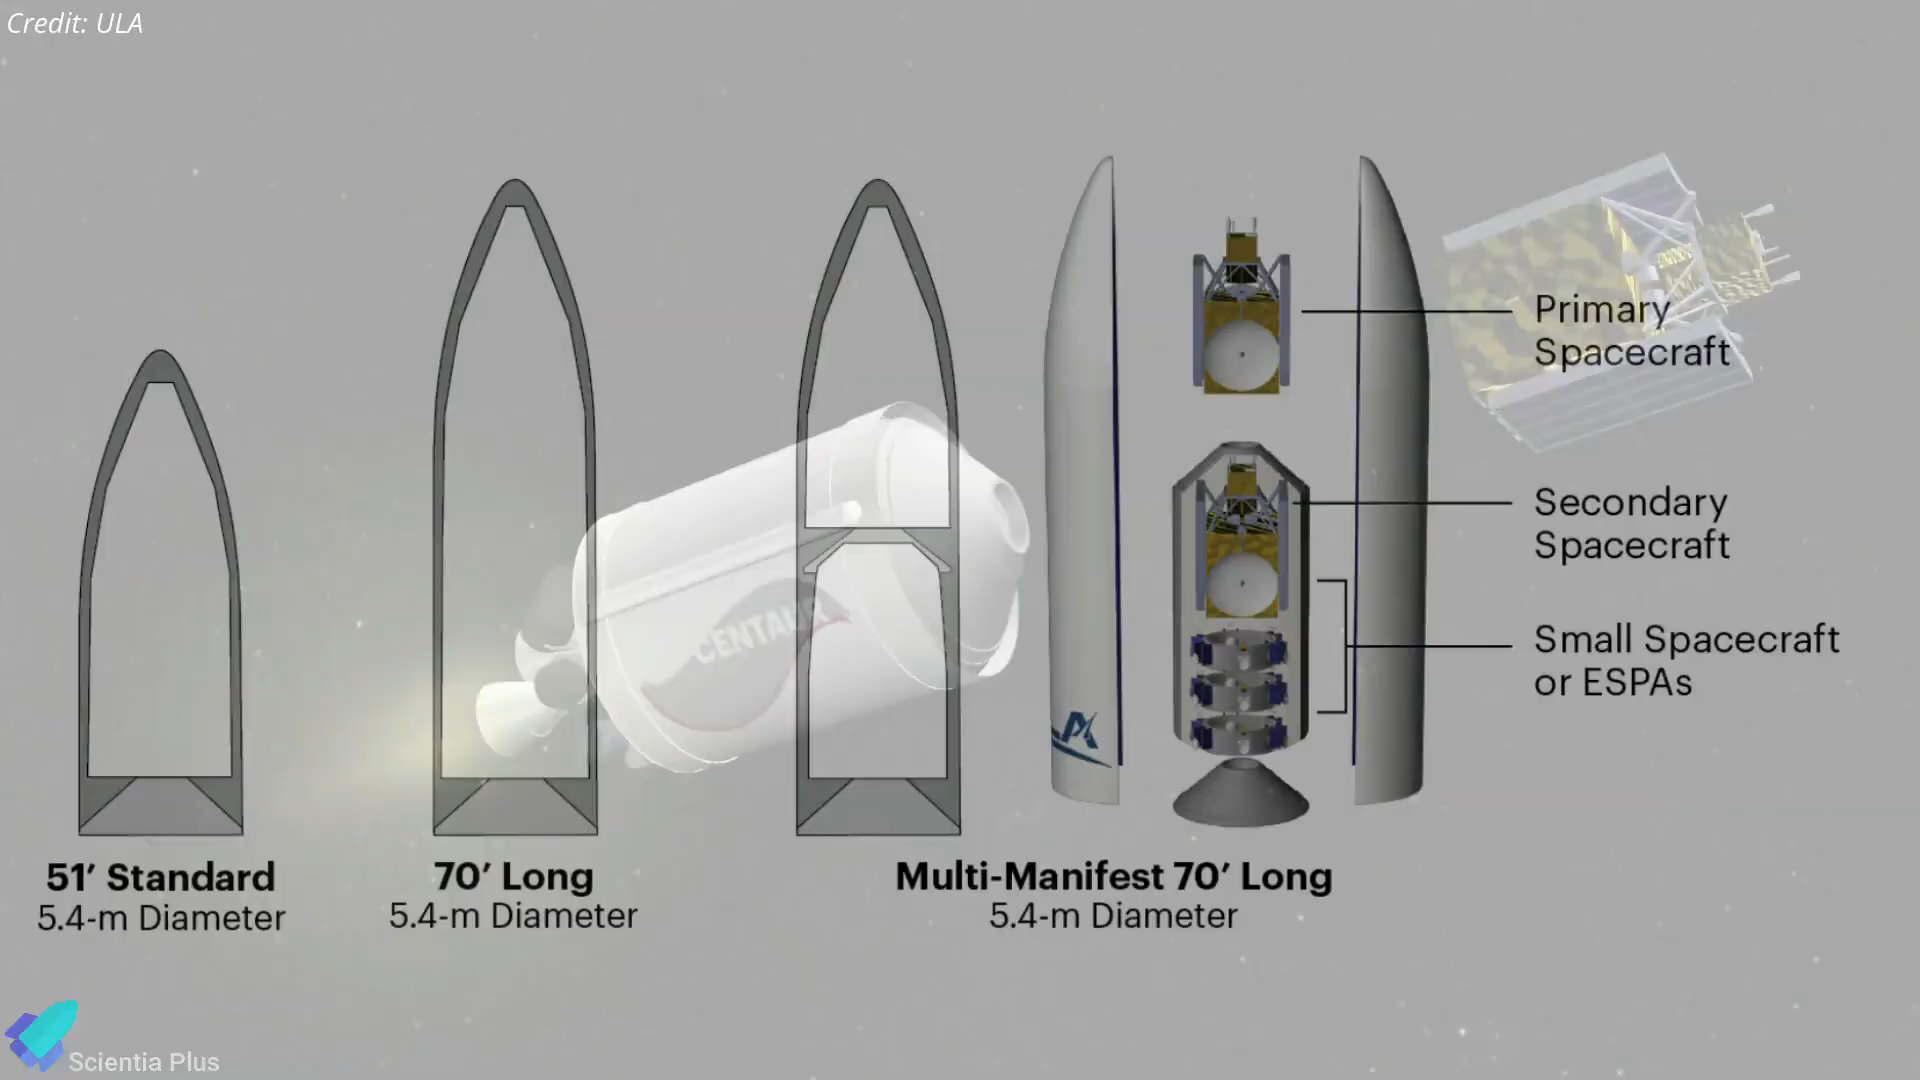 Credit: ULA
Primary
Spacecraft
Secondary
Spacecraft
CENTAUR
Small Spacecraft
or ESPAs
51′ Standard
5.4-m Diameter
70′ Long
5.4-m Diameter
Multi-Manifest 70′ Long
5.4-m Diameter
Scientia Plus